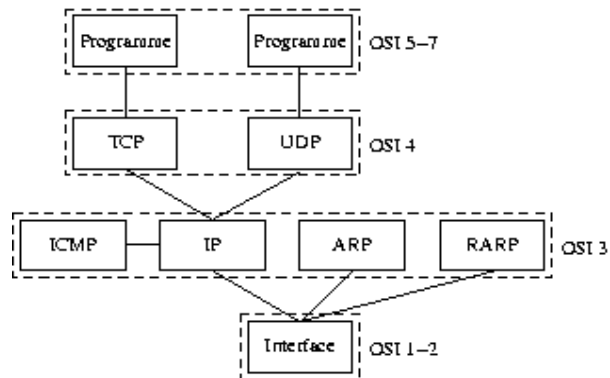 Programme Programme OSI 5–7
TCP UDP OSI 4
ICMP IP ARP RARP OSI 3
Interface OSI 1–2